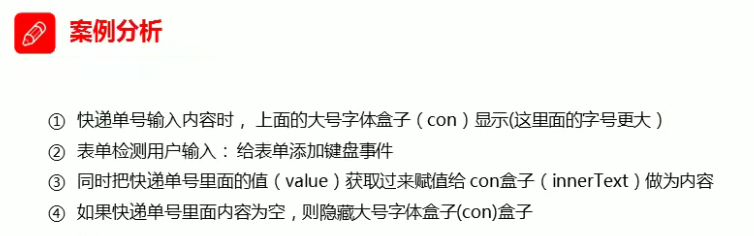 案例分析
① 快递单号输入内容时， 上面的大号字体盒子（con）显示(这里面的字号更大）
② 表单检测用户输入： 给表单添加键盘事件
③ 同时把快递单号里面的值（value）获取过来赋值给 con盒子（innerText）做为内容
④ 如果快递单号里面内容为空，则隐藏大号字体盒子(con)盒子